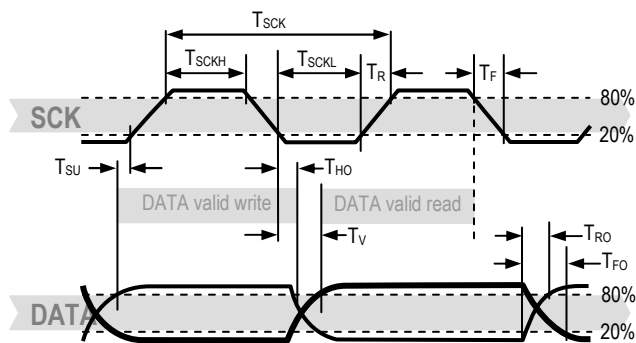 TSCK
TSCKH
TSCKL
TR
TF
80%
SCK
20%
TSU
THO
DATA valid write
DATA valid read
TV
TRO
TFO
80%
DATA
20%